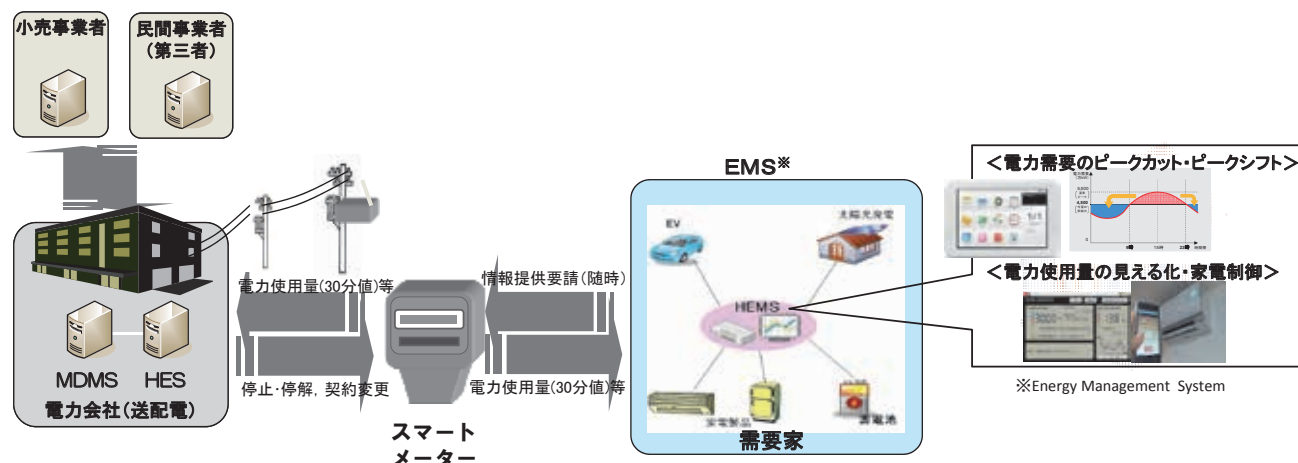 小売事業者
民間事業者
(第三者)
EMS※
<電力需要のピークカット・ピークシフト>
EV
太陽光発電
電力使用量(30分値)等
情報提供要請(随時)
HEMS
<電力使用量の見える化・家電制御>
MDMS
HES
停止・停解，契約変更
電力使用量(30分値)等
家電製品
蓄電池
電力会社(送配電)
スマート
メーター
需要家
※Energy Management System